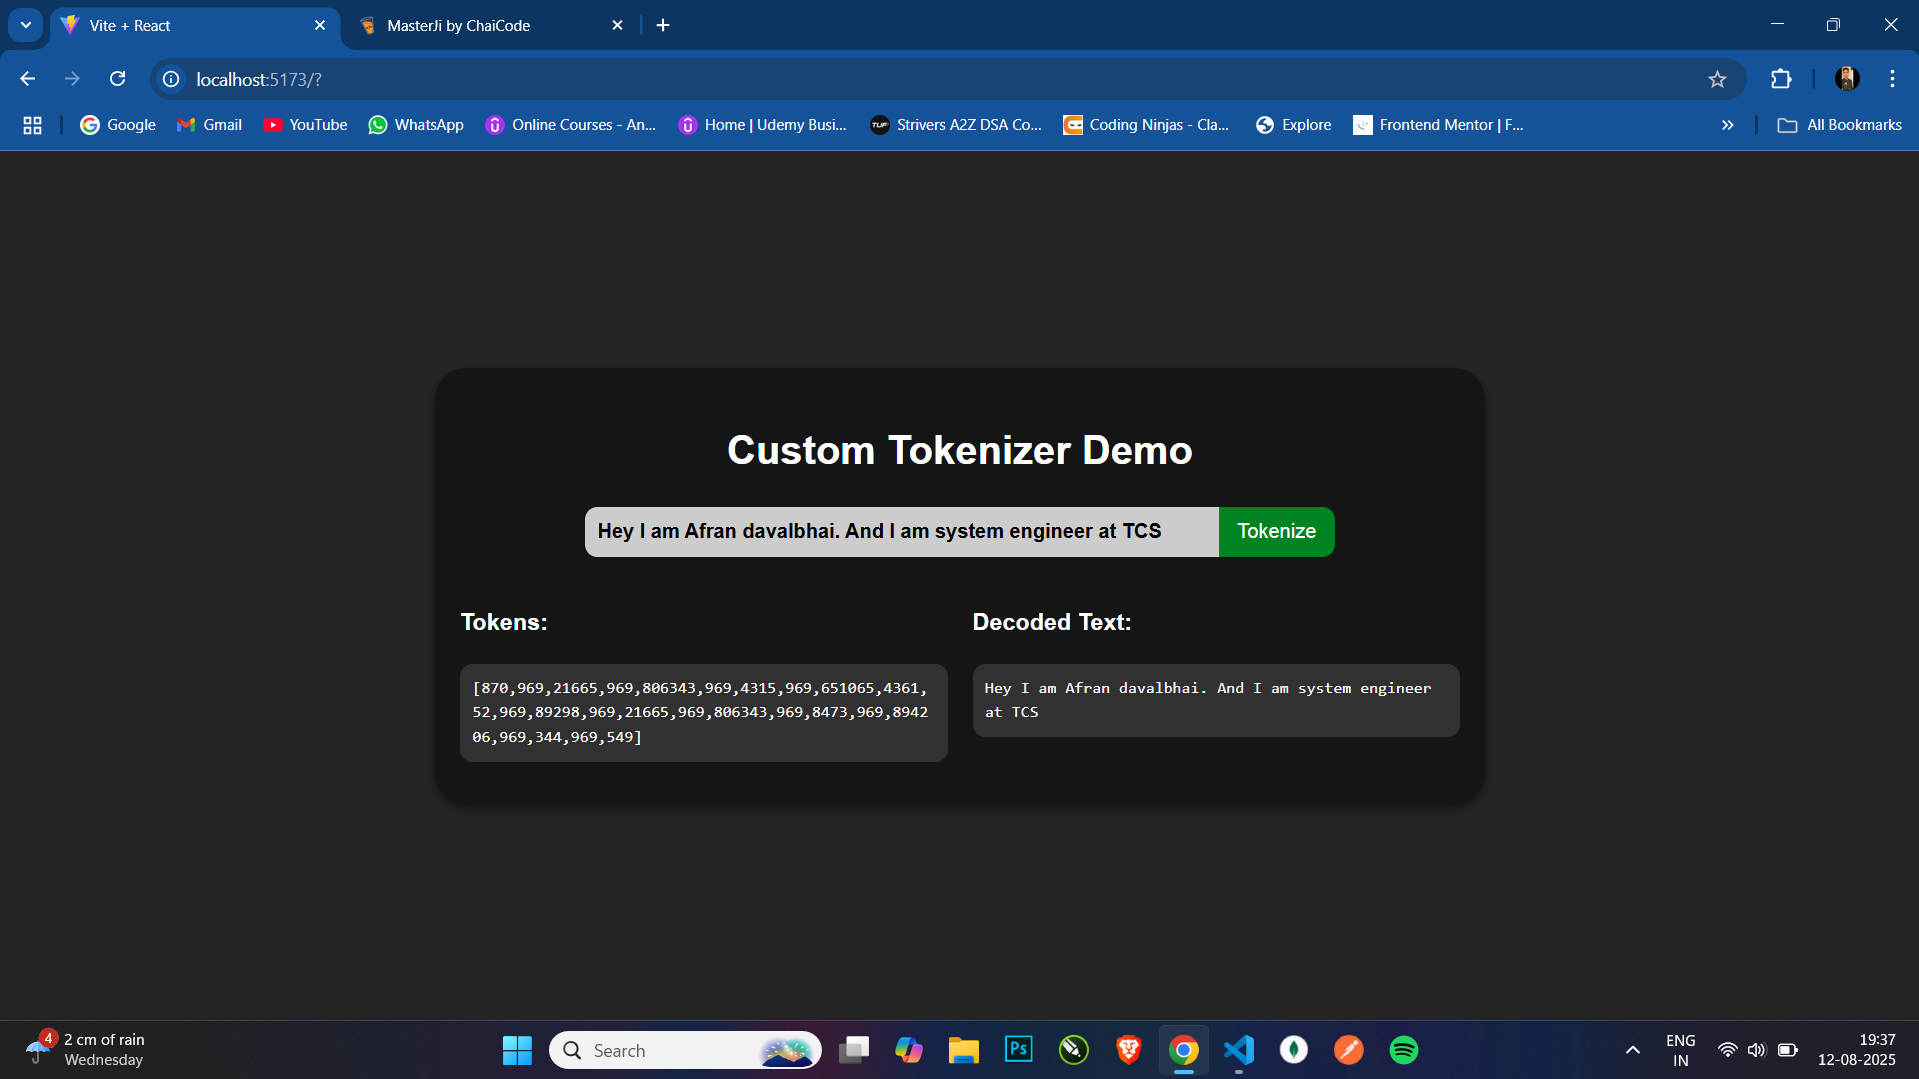 Vite + React
MasterJi by ChaiCode
localhost:5173/?
Google
Gmail
YouTube
WhatsApp
Online Courses - An...
Home | Udemy Busi...
TUF
Strivers A2Z DSA Co...
Coding Ninjas - Cla...
Explore
Frontend Mentor | F...
All Bookmarks
Custom Tokenizer Demo
Hey I am Afran davalbhai. And I am system engineer at TCS
Tokenize
Tokens:
[870,969,21665,969,806343,969,4315,969,651065,4361,
52,969,89298,969,21665,969,806343,969,8473,969,8942
06,969,344,969,549]
Decoded Text:
Hey I am Afran davalbhai. And I am system engineer
at TCS
4
2 cm of rain
Wednesday
Search
Ps
ENG
IN
19:37
12-08-2025